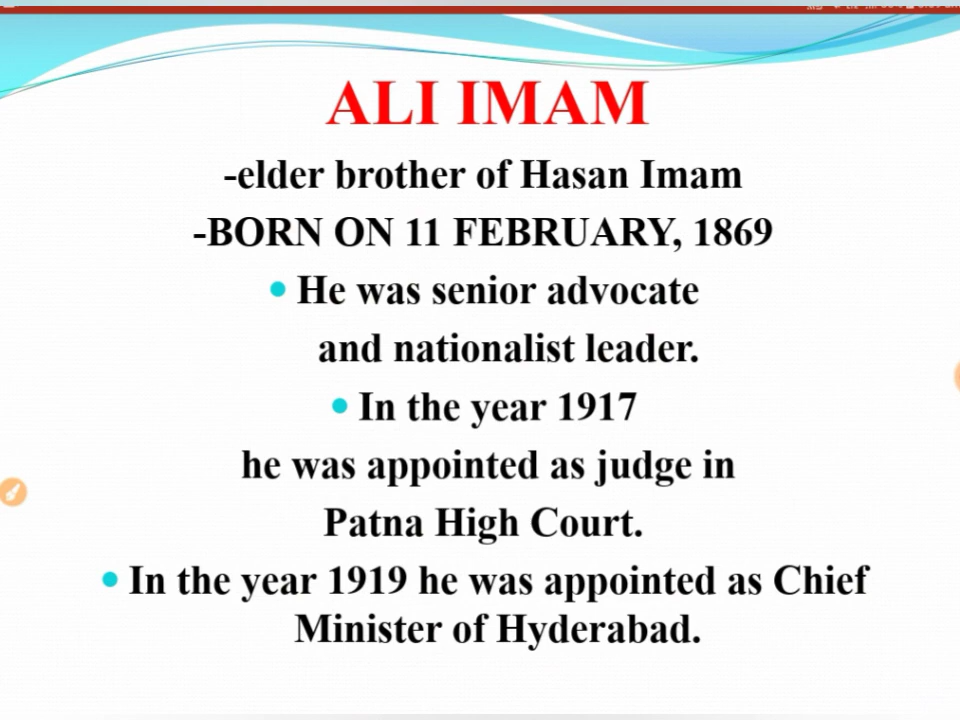 ALI IMAM
-elder brother of Hasan Imam
-BORN ON 11 FEBRUARY, 1869
• He was senior advocate
and nationalist leader.
• In the year 1917
he was appointed as judge in
Patna High Court.
• In the year 1919 he was appointed as Chief
Minister of Hyderabad.